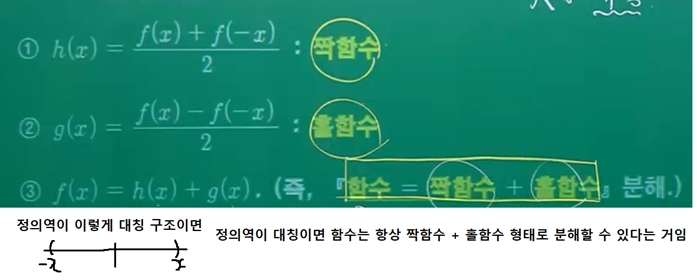 ① h(x) = \frac{f(x) + f(-x)}{2} : 짝함수
② g(x) = \frac{f(x) - f(-x)}{2} : 홀함수
③ f(x) = h(x) + g(x). (즉, 『함수 = 짝함수 + 홀함수』 분해.)
정의역이 이렇게 대칭 구조이면
-x x
정의역이 대칭이면 함수는 항상 짝함수 + 홀함수 형태로 분해할 수 있다는 거임